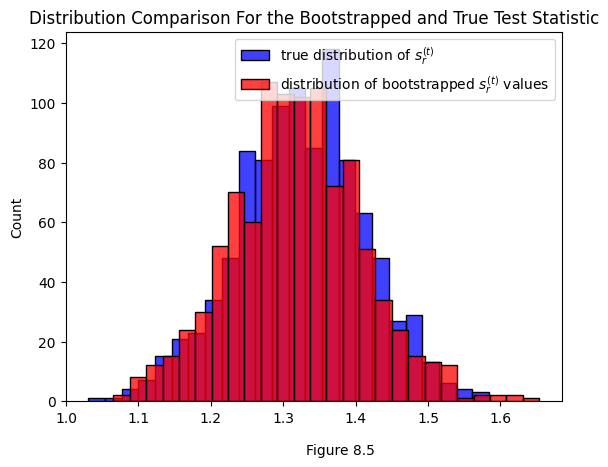 Distribution Comparison For the Bootstrapped and True Test Statistic
true distribution of $s_r^{(t)}$
distribution of bootstrapped $s_r^{(t)}$ values
Count
120
100
80
60
40
20
0
1.0 1.1 1.2 1.3 1.4 1.5 1.6
Figure 8.5